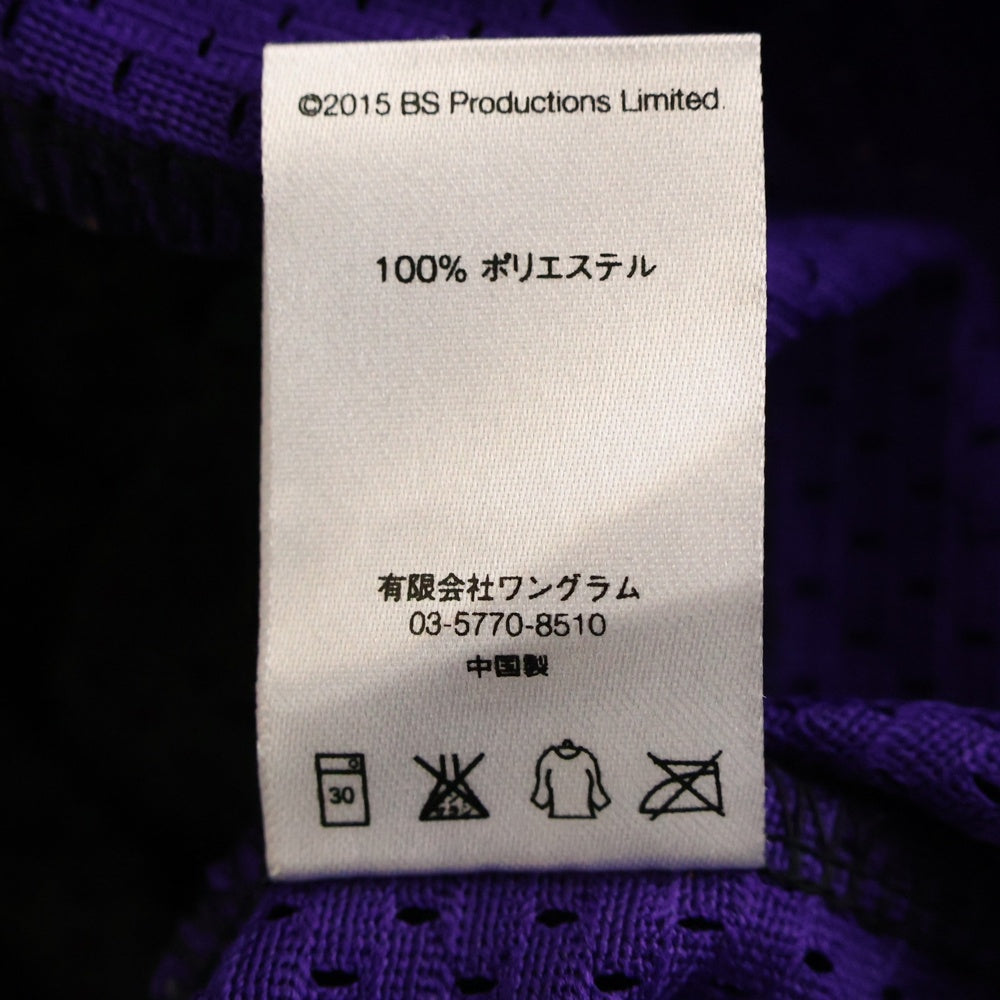 ©2015 BS Productions Limited.
100% ポリエステル
有限会社ワングラム
03-5770-8510
中国製
30